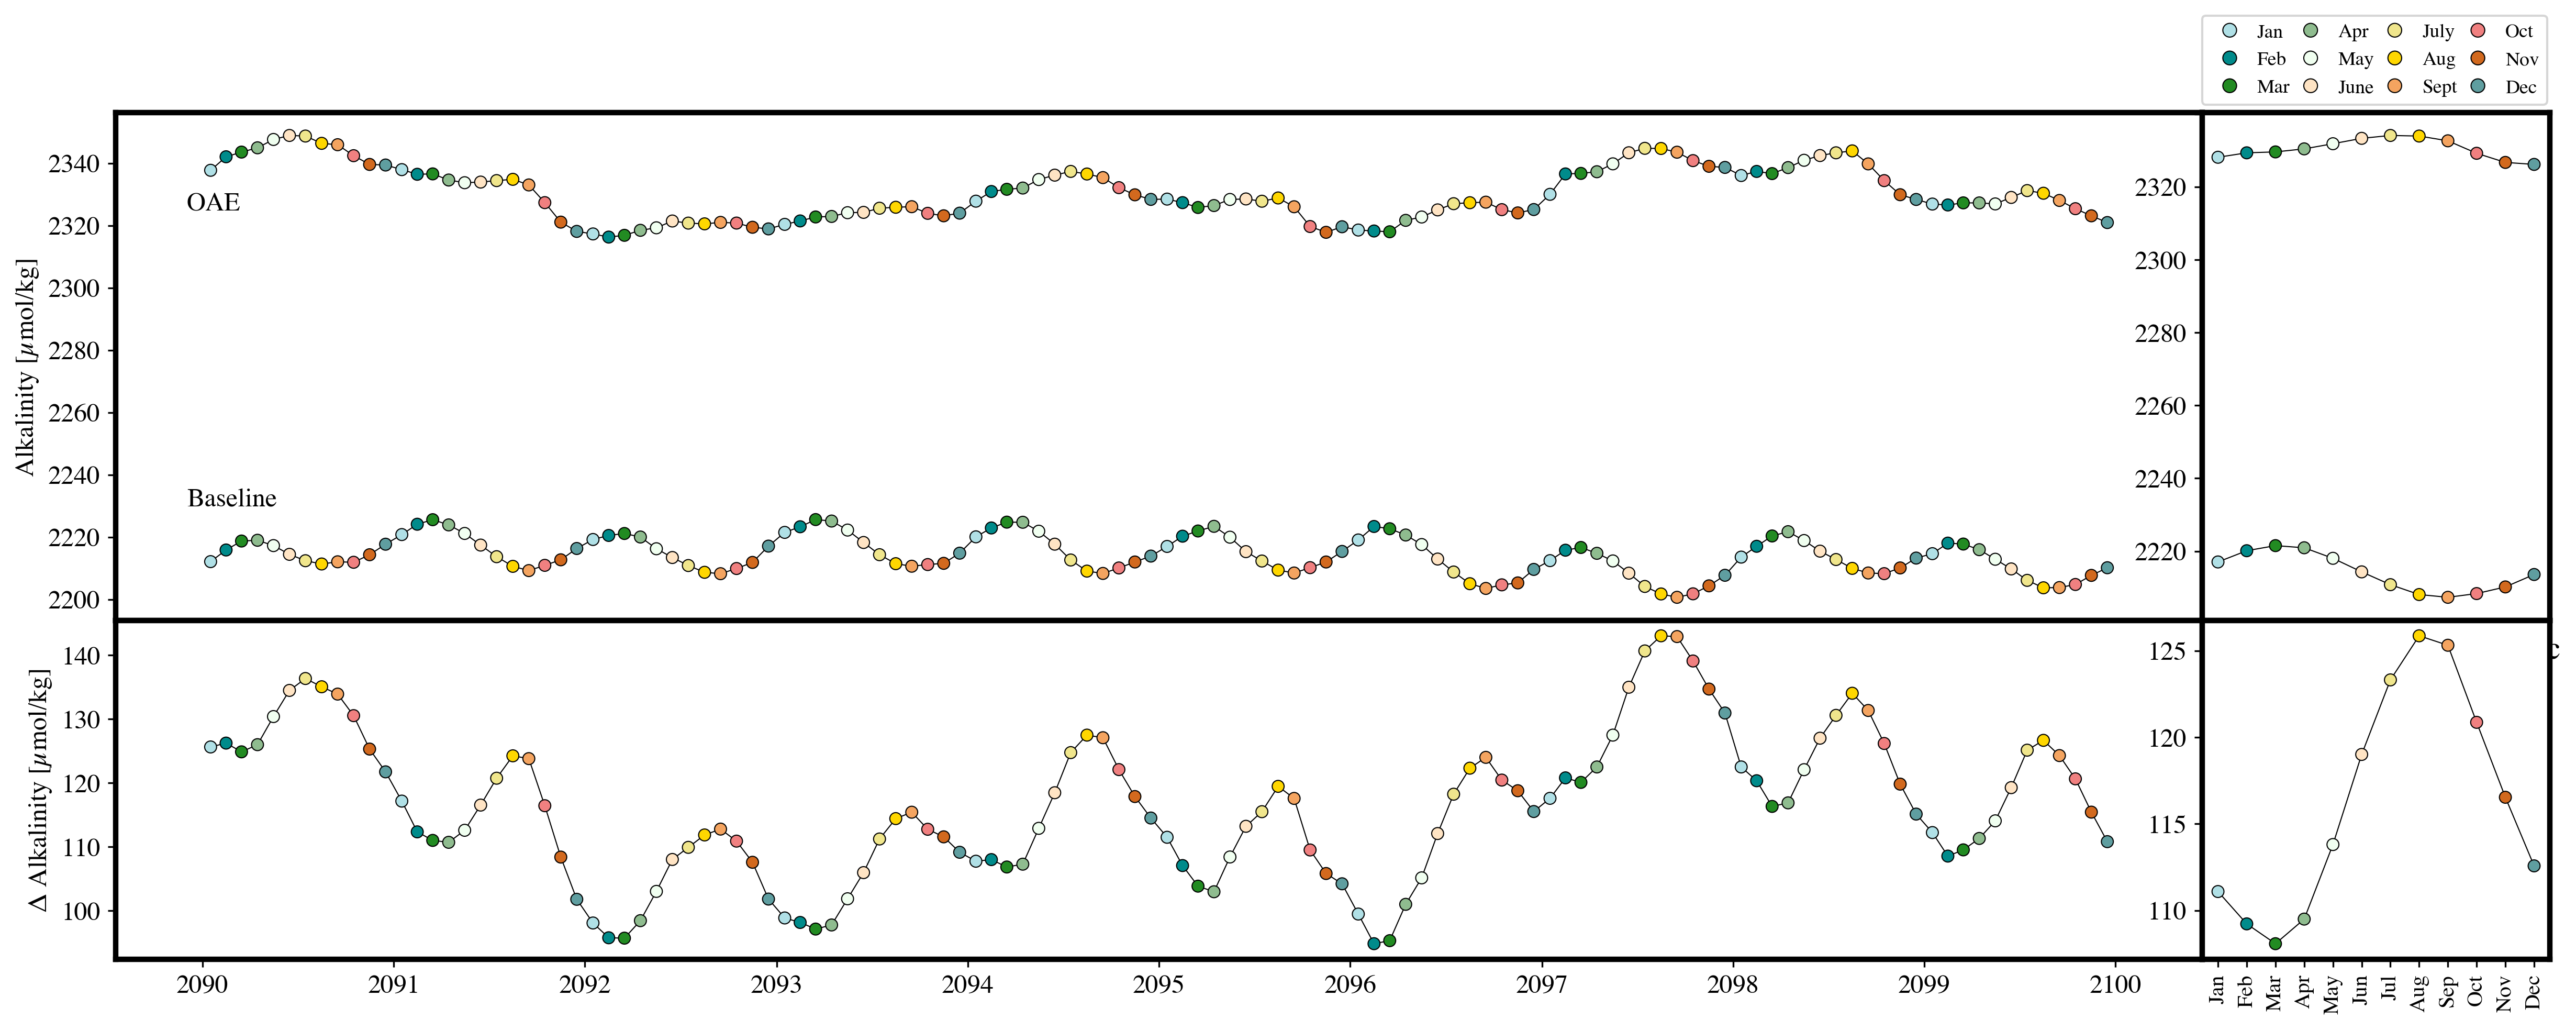 Jan Apr July Oct
Feb May Aug Nov
Mar June Sept Dec
Alkalinity [µmol/kg]
2340
2320
2300
2280
2260
2240
2220
2200
OAE
Baseline
2320
2300
2280
2260
2240
2220
Δ Alkalinity [µmol/kg]
140
130
120
110
100
125
120
115
110
c
2090 2091 2092 2093 2094 2095 2096 2097 2098 2099 2100
Jan Feb Mar Apr May Jun Jul Aug Sep Oct Nov Dec